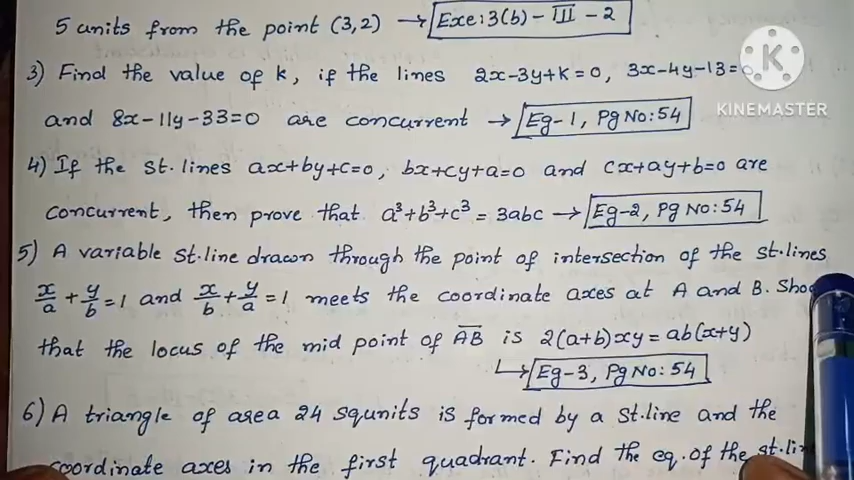 5 units from the point (3,2) → Exe: 3(b) - III - 2
3) Find the value of k, if the lines 2x-3y+k=0, 3x-4y-13=0
and 8x-11y-33=0 are concurrent → Eg-1, Pg No: 54
KINEMASTER
4) If the st. lines ax+by+c=0, bx+cy+a=0 and cx+ay+b=0 are
concurrent, then prove that a³+b³+c³ = 3abc → Eg-2, Pg No: 54
5) A variable st. line drawn through the point of intersection of the st. lines
x/a + y/b = 1 and x/b + y/a = 1 meets the coordinate axes at A and B. Sho
that the locus of the mid point of AB is 2(a+b)xy = ab(x+y)
↳ Eg-3, Pg No: 54
6) A triangle of area 24 sq units is formed by a st. line and the
coordinate axes in the first quadrant. Find the eq. of the st. lin